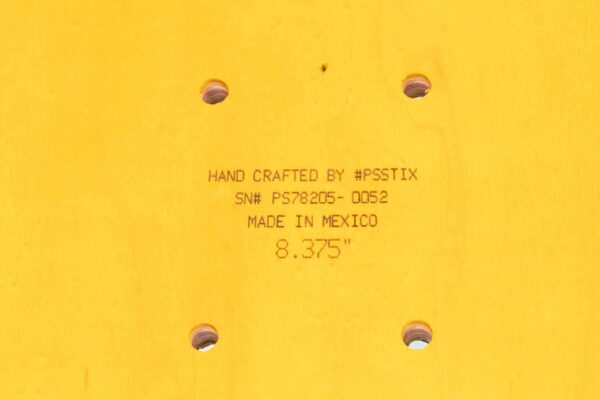 HAND CRAFTED BY #PSSTIX
SN# PS78205- 0052
MADE IN MEXICO
8.375"